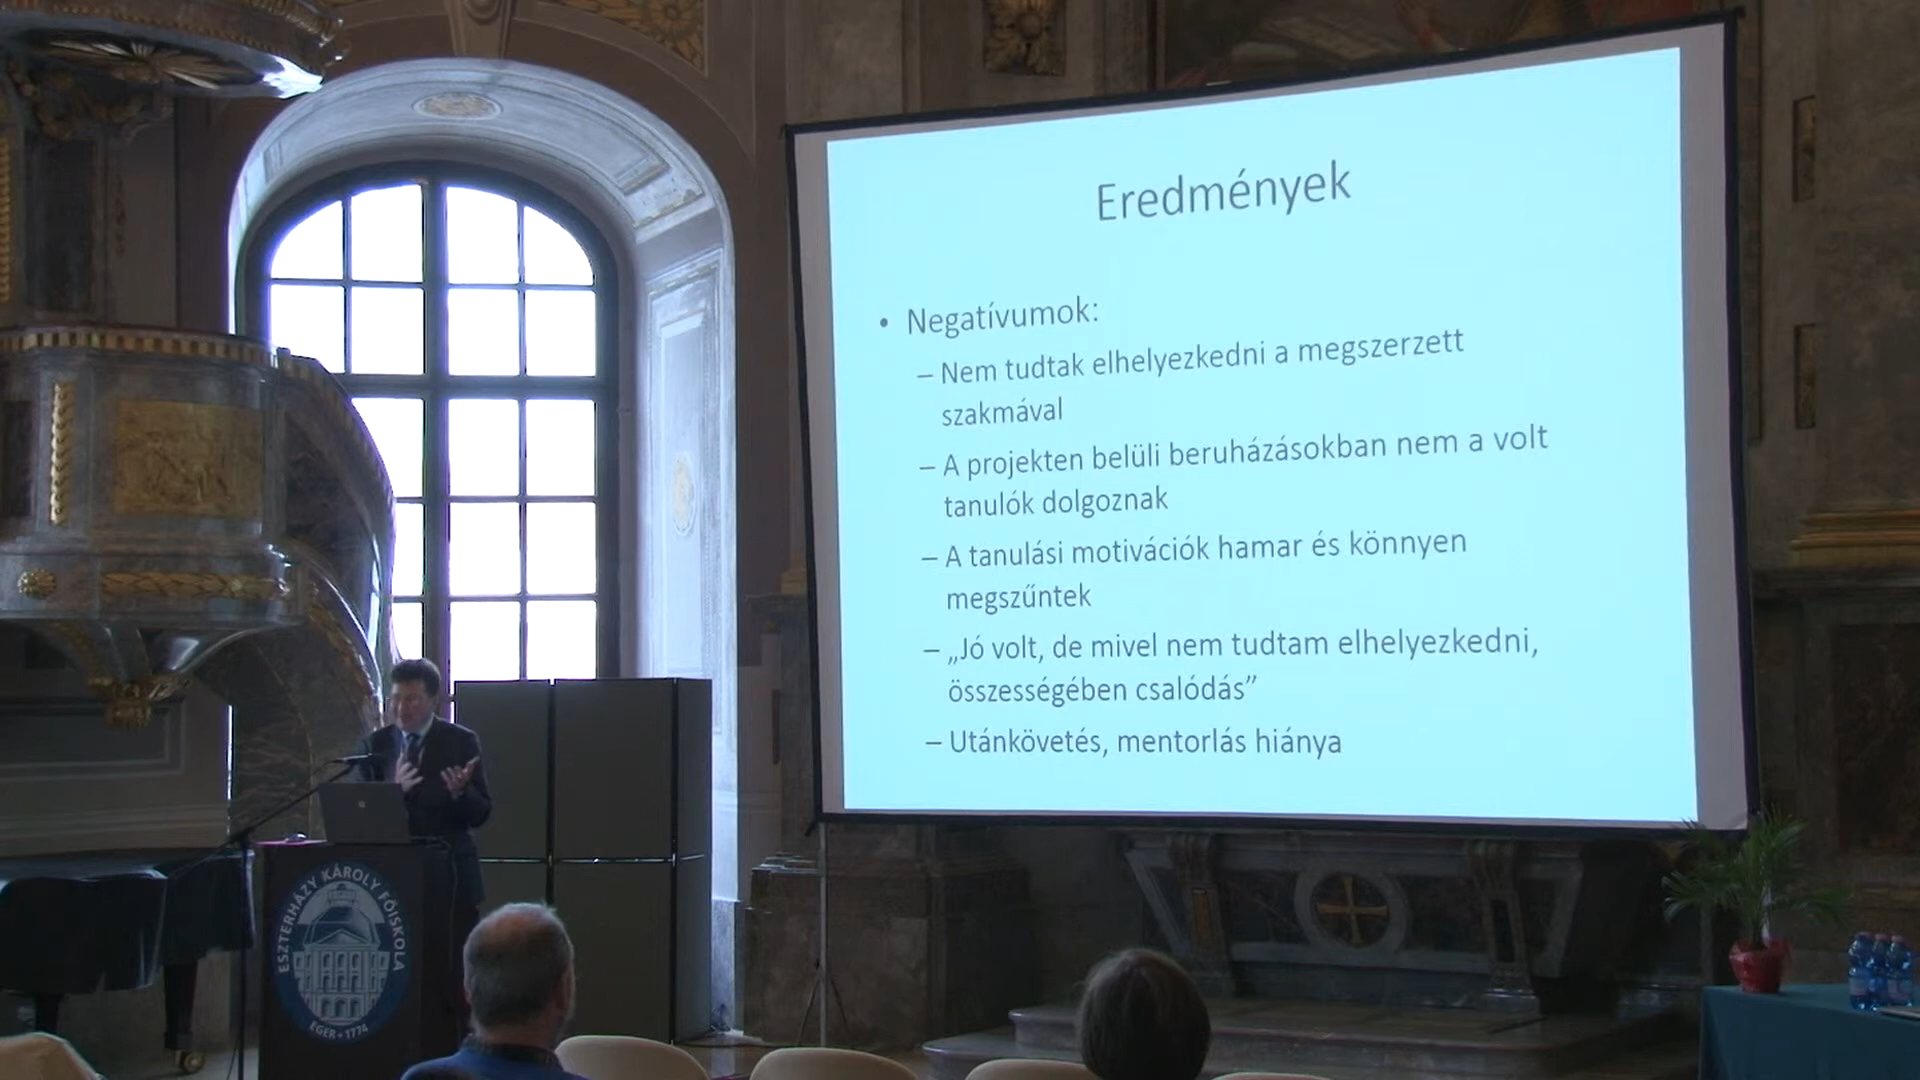 Eredmények
• Negatívumok:
– Nem tudtak elhelyezkedni a megszerzett
szakmával
– A projekten belüli beruházásokban nem a volt
tanulók dolgoznak
– A tanulási motivációk hamar és könnyen
megszűntek
– „Jó volt, de mivel nem tudtam elhelyezkedni,
összességében csalódás”
– Utánkövetés, mentorlás hiánya
ESZTERHÁZY KÁROLY FŐISKOLA
EGER • 1774